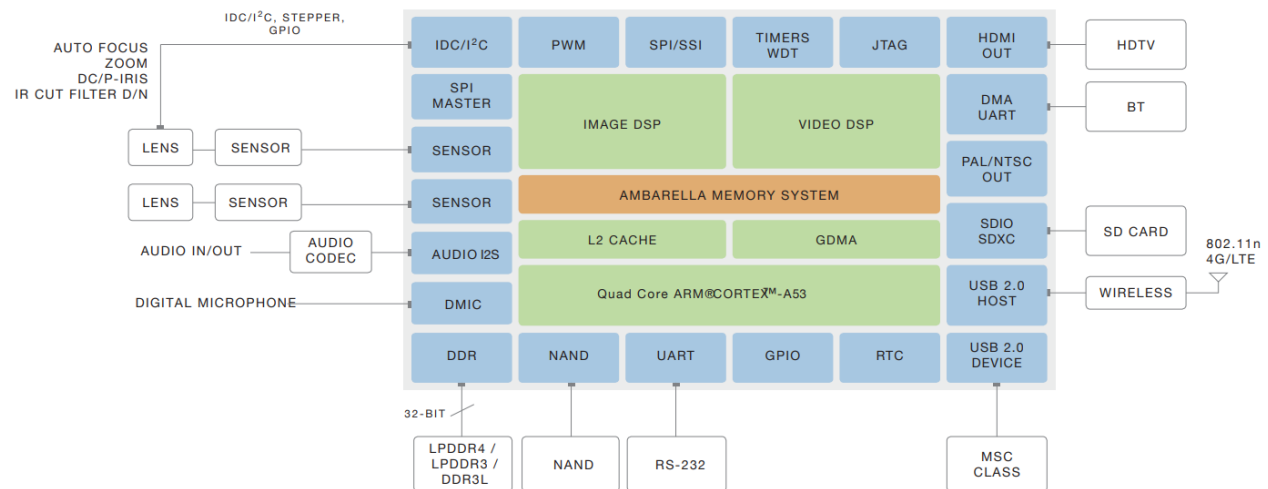 IDC/I²C, STEPPER,
GPIO
AUTO FOCUS
ZOOM
DC/P-IRIS
IR CUT FILTER D/N
LENS
SENSOR
LENS
SENSOR
AUDIO IN/OUT
AUDIO
CODEC
DIGITAL MICROPHONE
IDC/I²C
PWM
SPI/SSI
TIMERS
WDT
JTAG
HDMI
OUT
SPI
MASTER
SENSOR
SENSOR
AUDIO I2S
DMIC
IMAGE DSP
VIDEO DSP
AMBARELLA MEMORY SYSTEM
L2 CACHE
GDMA
Quad Core ARM®CORTEX™-A53
DMA
UART
PAL/NTSC
OUT
SDIO
SDXC
USB 2.0
HOST
DDR
NAND
UART
GPIO
RTC
USB 2.0
DEVICE
HDTV
BT
SD CARD
802.11n
4G/LTE
WIRELESS
32-BIT
LPDDR4 /
LPDDR3 /
DDR3L
NAND
RS-232
MSC
CLASS